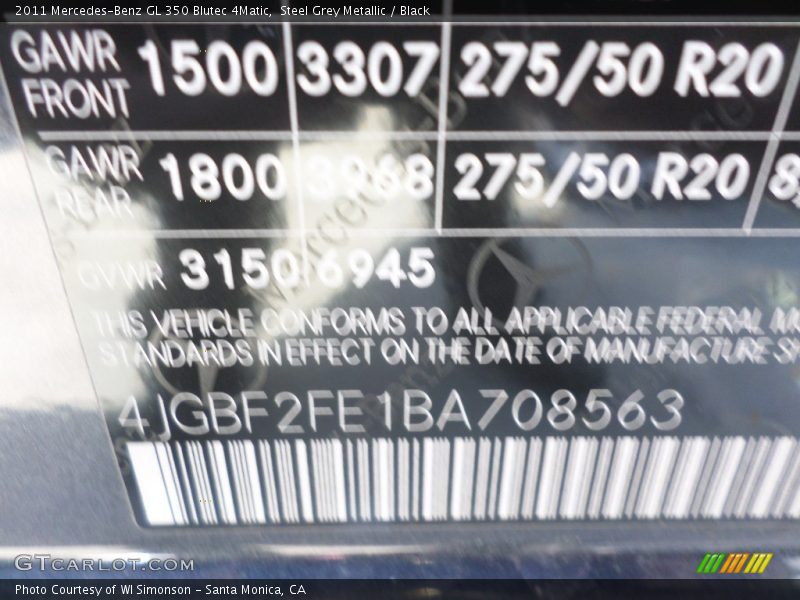 2011 Mercedes-Benz GL 350 Blutec 4Matic, Steel Grey Metallic / Black
GAWR FRONT 1500 3307 275/50 R20
GAWR REAR 1800 3968 275/50 R20 8
GVWR 3150 6945
THIS VEHICLE CONFORMS TO ALL APPLICABLE FEDERAL M
STANDARDS IN EFFECT ON THE DATE OF MANUFACTURE S
4JGBF2FE1BA708563
GTCARLOT.COM
Photo Courtesy of WI Simonson - Santa Monica, CA